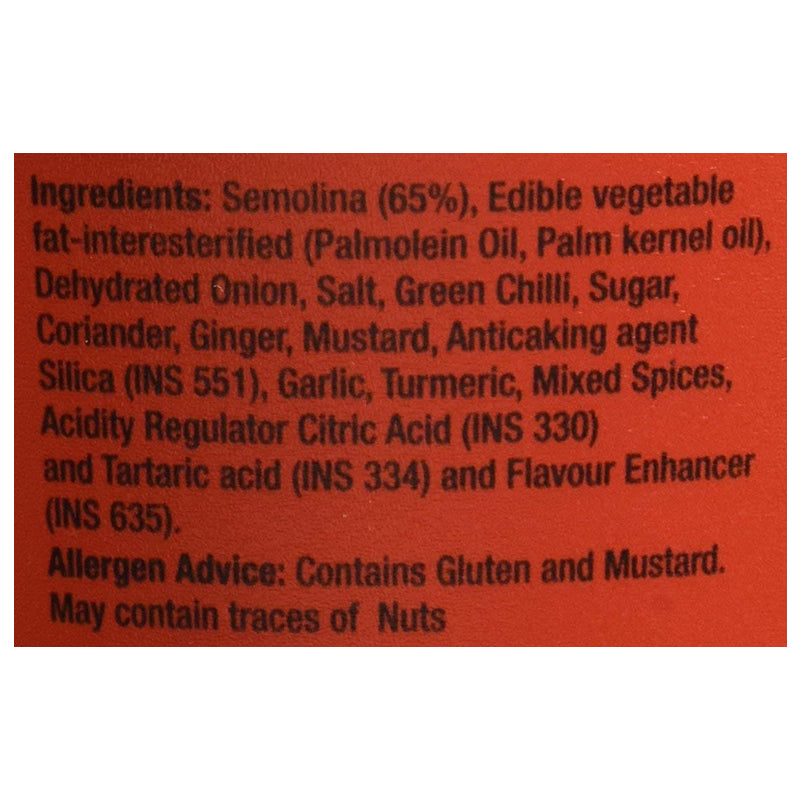 Ingredients: Semolina (65%), Edible vegetable
fat-interesterified (Palmolein Oil, Palm kernel oil),
Dehydrated Onion, Salt, Green Chilli, Sugar,
Coriander, Ginger, Mustard, Anticaking agent
Silica (INS 551), Garlic, Turmeric, Mixed Spices,
Acidity Regulator Citric Acid (INS 330)
and Tartaric acid (INS 334) and Flavour Enhancer
(INS 635).
Allergen Advice: Contains Gluten and Mustard.
May contain traces of Nuts